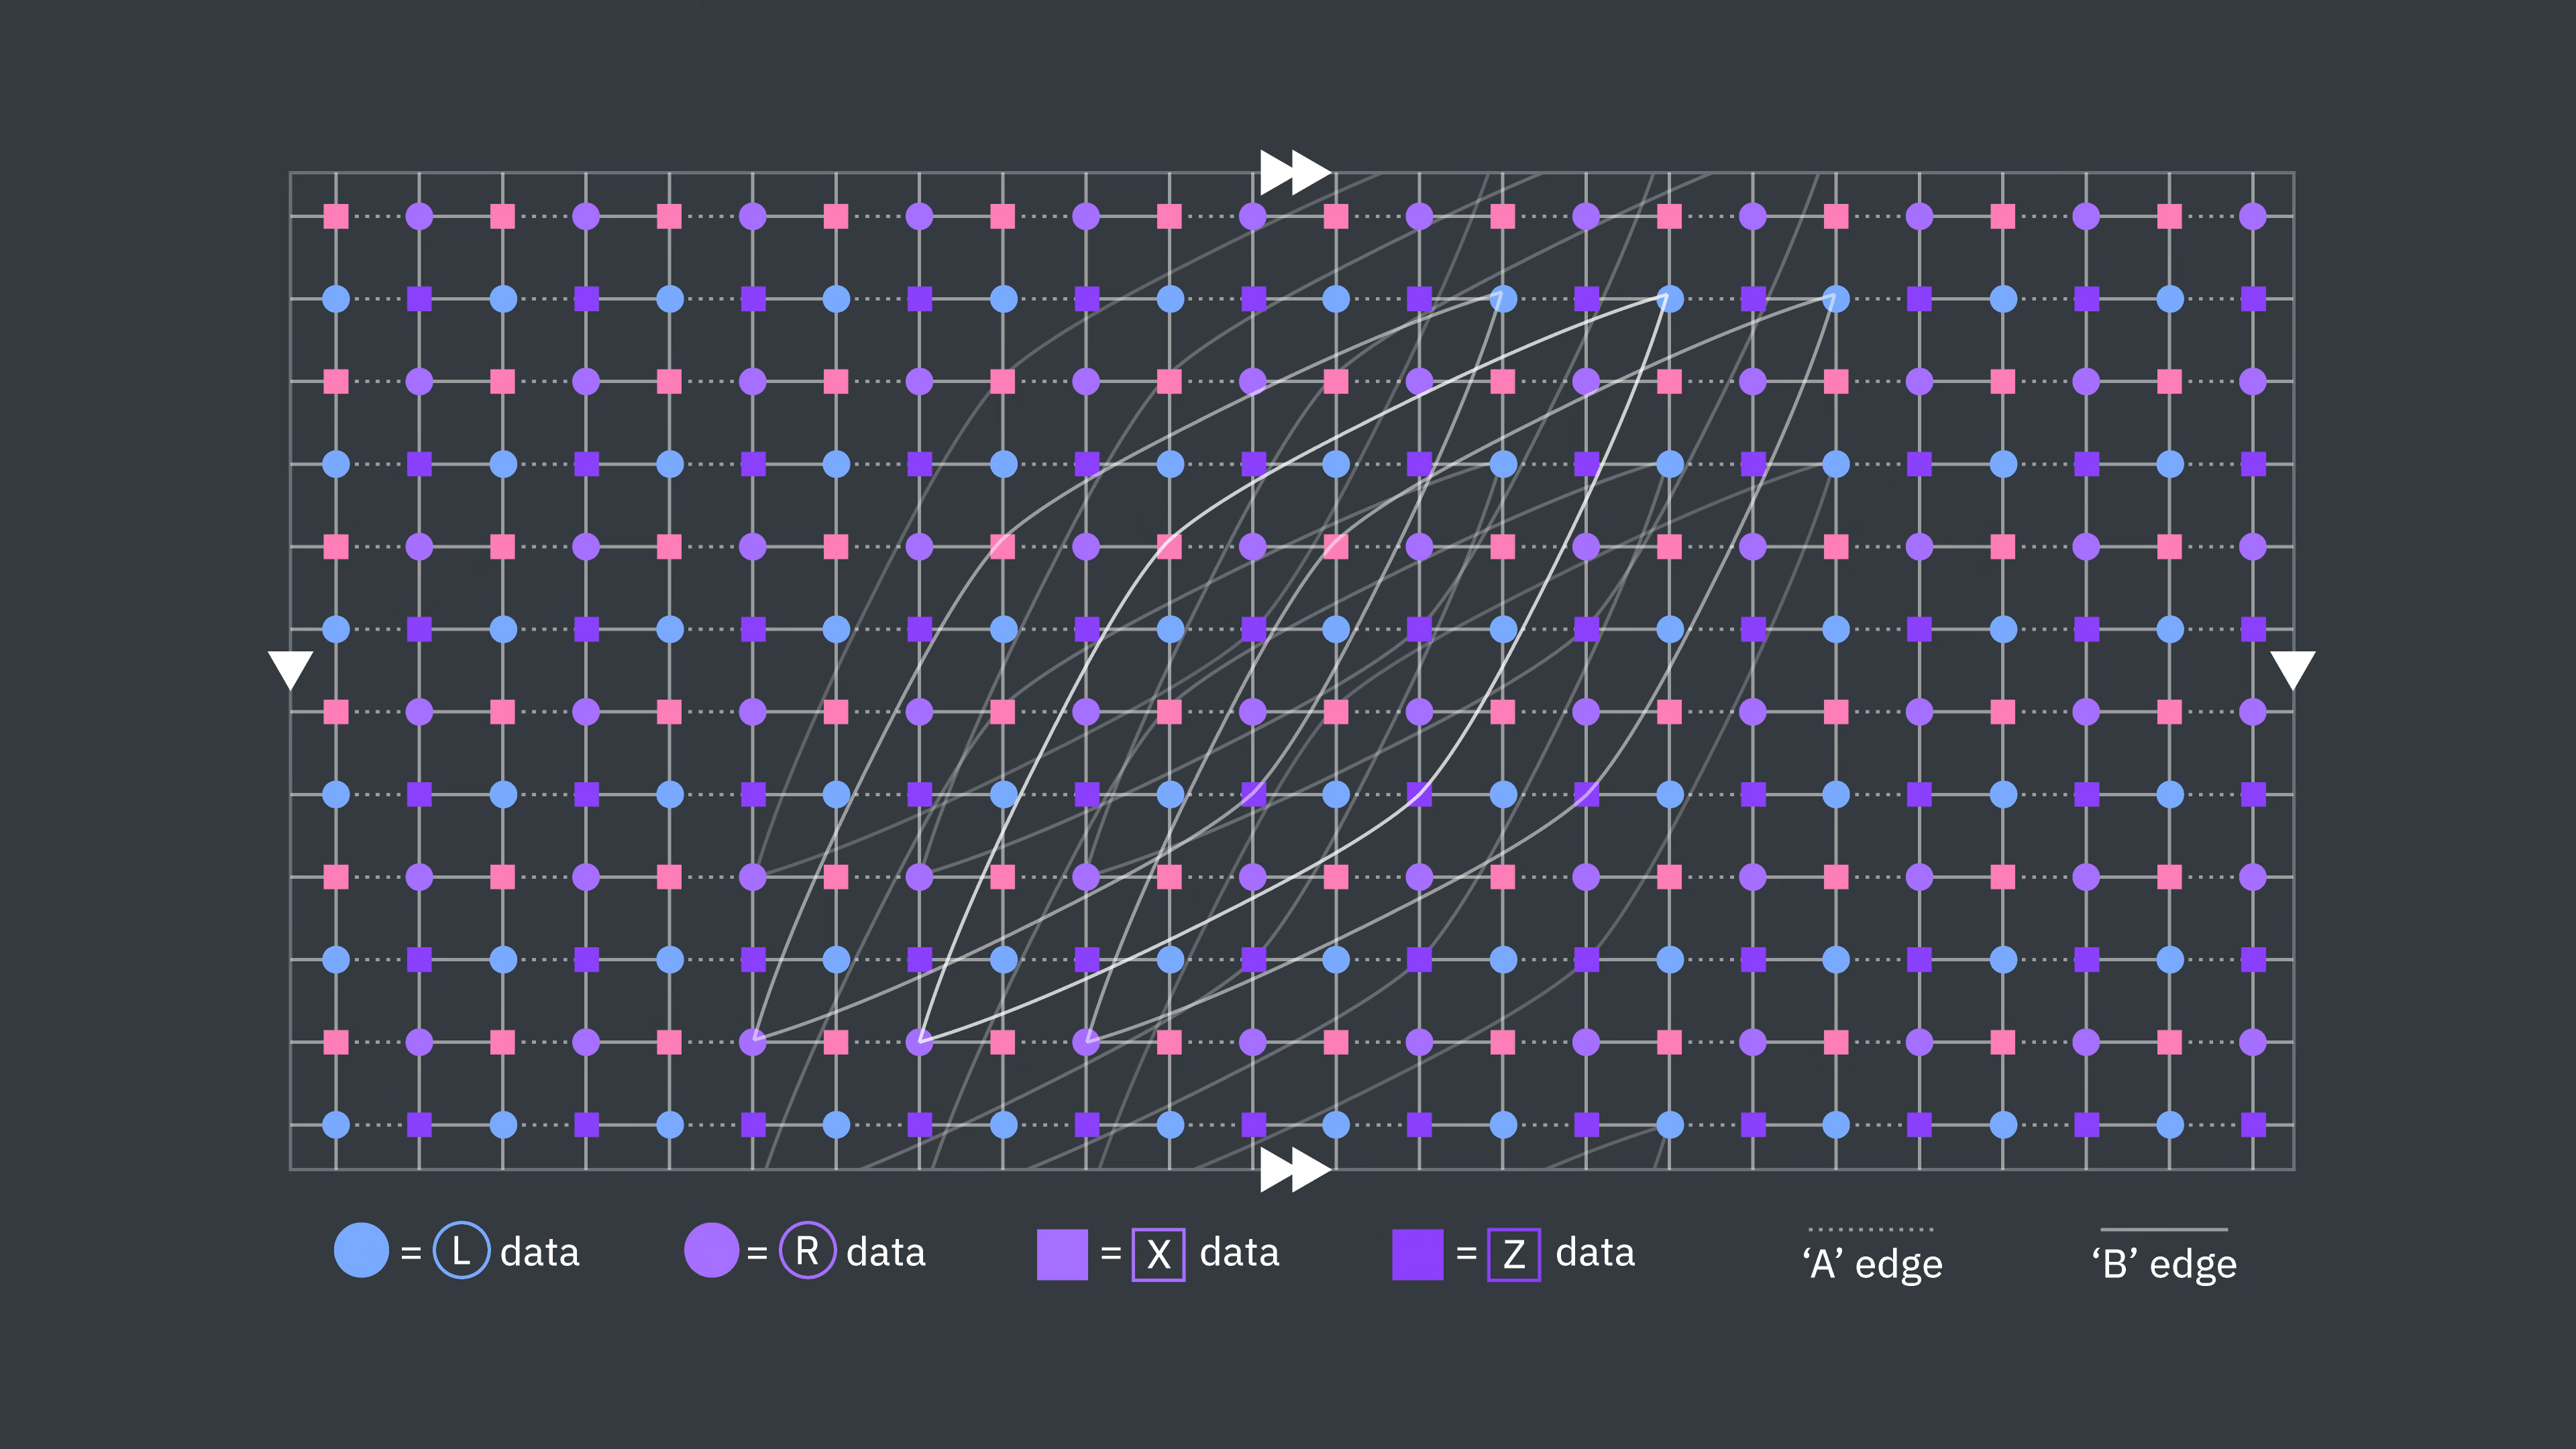 = L data
= R data
= X data
= Z data
‘A’ edge
‘B’ edge